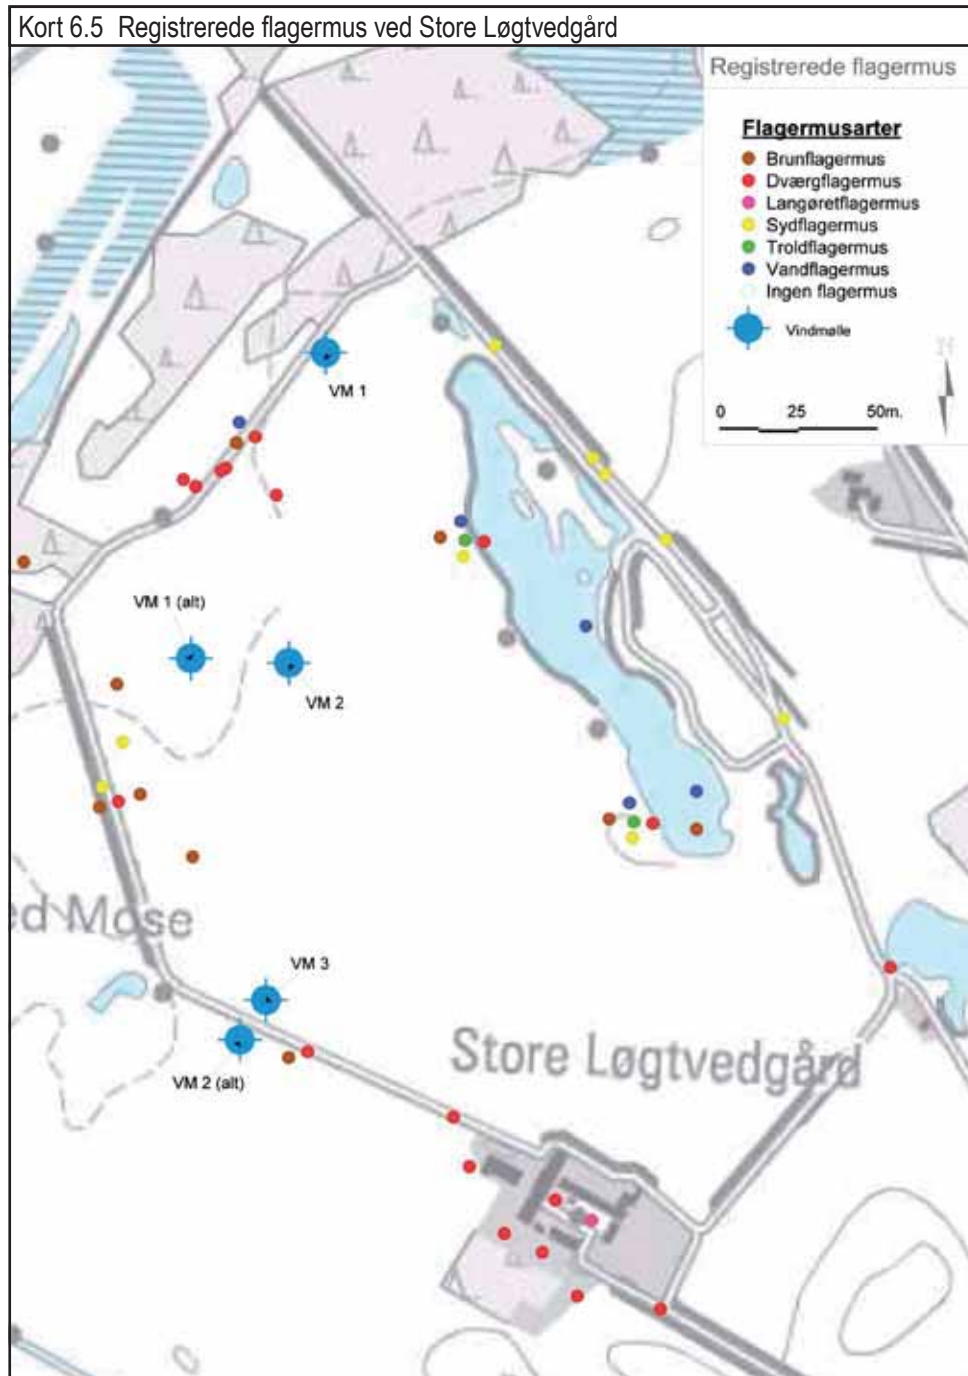 Kort 6.5 Registrerede flagermus ved Store Løgtvedgård
Registrerede flagermus
Flagermusarter
Brunflagermus
Dværgflagermus
Langøretflagermus
Sydflagermus
Troldflagermus
Vandflagermus
Ingen flagermus
Vindmølle
0 25 50m.
VM 1
VM 1 (alt)
VM 2
ed Mose
VM 3
VM 2 (alt)
Store Løgtvedgård